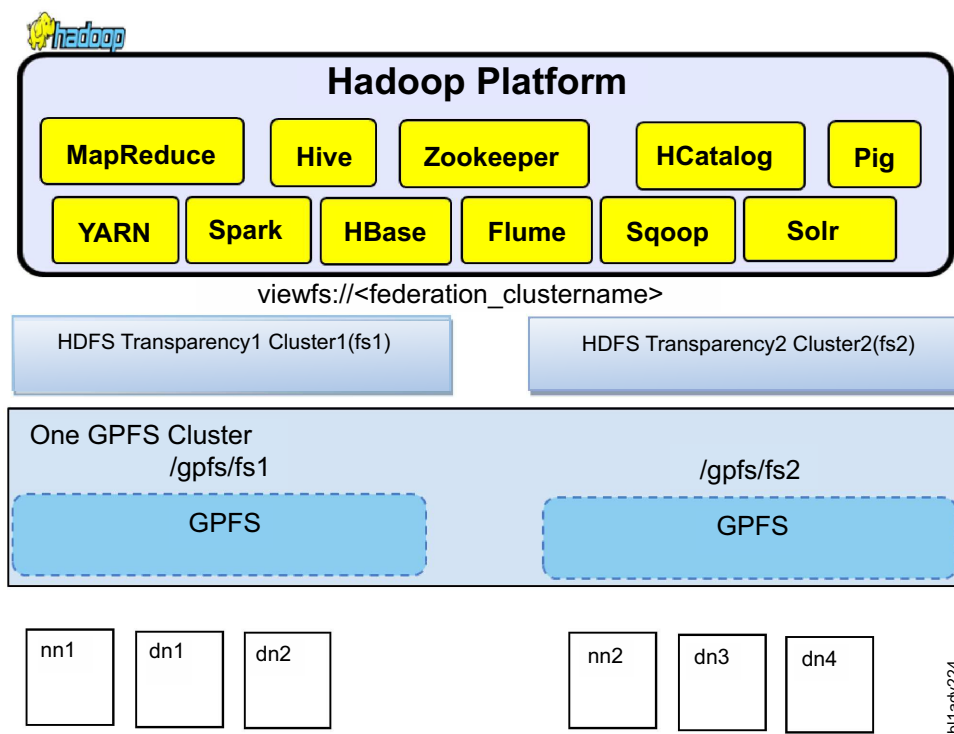 hadoop
Hadoop Platform
MapReduce Hive Zookeeper HCatalog Pig
YARN Spark HBase Flume Sqoop Solr
viewfs://<federation_clustername>
HDFS Transparency1 Cluster1(fs1) HDFS Transparency2 Cluster2(fs2)
One GPFS Cluster
/gpfs/fs1 /gpfs/fs2
GPFS GPFS
nn1 dn1 dn2 nn2 dn3 dn4